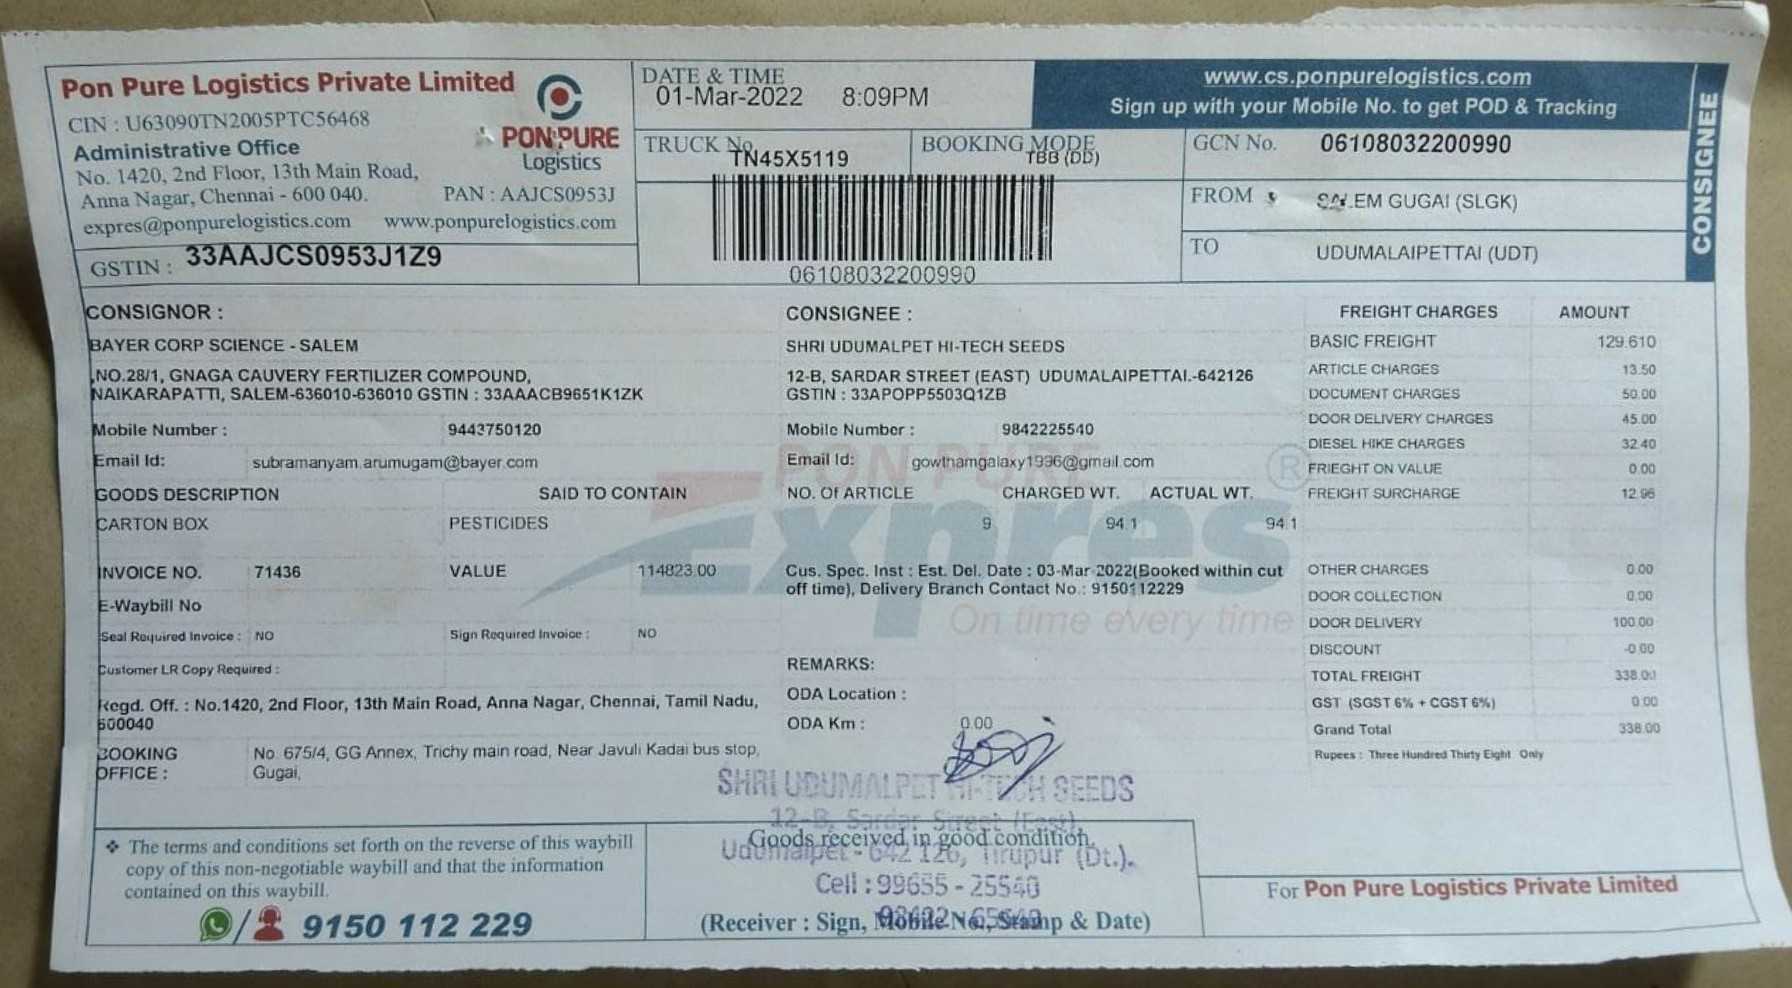 Pon Pure Logistics Private Limited
CIN : U63090TN2005PTC56468
Administrative Office
No. 1420, 2nd Floor, 13th Main Road,
Anna Nagar, Chennai - 600 040.
PAN : AAJCS0953J
expres@ponpurelogistics.com www.ponpurelogistics.com
PON PURE
Logistics
GSTIN : 33AAJCS0953J1Z9
DATE & TIME
01-Mar-2022 8:09PM
TRUCK No.
TN45X5119
BOOKING MODE
TBB (DD)
06108032200990
www.cs.ponpurelogistics.com
Sign up with your Mobile No. to get POD & Tracking
GCN No. 06108032200990
FROM SALEM GUGAI (SLGK)
TO UDUMALAIPETTAI (UDT)
CONSIGNEE
CONSIGNOR :
BAYER CORP SCIENCE - SALEM
,NO.28/1, GNAGA CAUVERY FERTILIZER COMPOUND,
NAIKARAPATTI, SALEM-636010-636010 GSTIN : 33AAACB9651K1ZK
Mobile Number : 9443750120
Email Id: subramanyam.arumugam@bayer.com
CONSIGNEE :
SHRI UDUMALPET HI-TECH SEEDS
12-B, SARDAR STREET (EAST) UDUMALAIPETTAI.-642126
GSTIN : 33APOPP5503Q1ZB
Mobile Number : 9842225540
Email Id: gowthamgalaxy1996@gmail.com
GOODS DESCRIPTION SAID TO CONTAIN NO. Of ARTICLE CHARGED WT. ACTUAL WT.
CARTON BOX PESTICIDES 9 94.1 94.1
INVOICE NO. 71436 VALUE 114823.00
E-Waybill No
Seal Required Invoice : NO Sign Required Invoice : NO
Customer LR Copy Required :
Regd. Off. : No.1420, 2nd Floor, 13th Main Road, Anna Nagar, Chennai, Tamil Nadu,
600040
BOOKING
OFFICE :
No. 675/4, GG Annex, Trichy main road, Near Javuli Kadai bus stop,
Gugai,
Cus. Spec. Inst : Est. Del. Date : 03-Mar-2022(Booked within cut
off time), Delivery Branch Contact No.: 9150112229
REMARKS:
ODA Location :
ODA Km : 0.00
PON PURE
Expres ®
On time every time
FREIGHT CHARGES AMOUNT
BASIC FREIGHT 129.610
ARTICLE CHARGES 13.50
DOCUMENT CHARGES 50.00
DOOR DELIVERY CHARGES 45.00
DIESEL HIKE CHARGES 32.40
FRIEGHT ON VALUE 0.00
FREIGHT SURCHARGE 12.96
OTHER CHARGES 0.00
DOOR COLLECTION 0.00
DOOR DELIVERY 100.00
DISCOUNT -0.00
TOTAL FREIGHT 338.00
GST (SGST 6% + CGST 6%) 0.00
Grand Total 338.00
Rupees : Three Hundred Thirty Eight Only
❖ The terms and conditions set forth on the reverse of this waybill
copy of this non-negotiable waybill and that the information
contained on this waybill.
9150 112 229
SHRI UDUMALPET HI-TECH SEEDS
12-B, Sardar Street (East),
Goods received in good condition,
Udumalpet - 642 126, Tirupur (Dt.).
Cell : 99655 - 25540
(Receiver : Sign, Mobile No., Stamp & Date)
For Pon Pure Logistics Private Limited